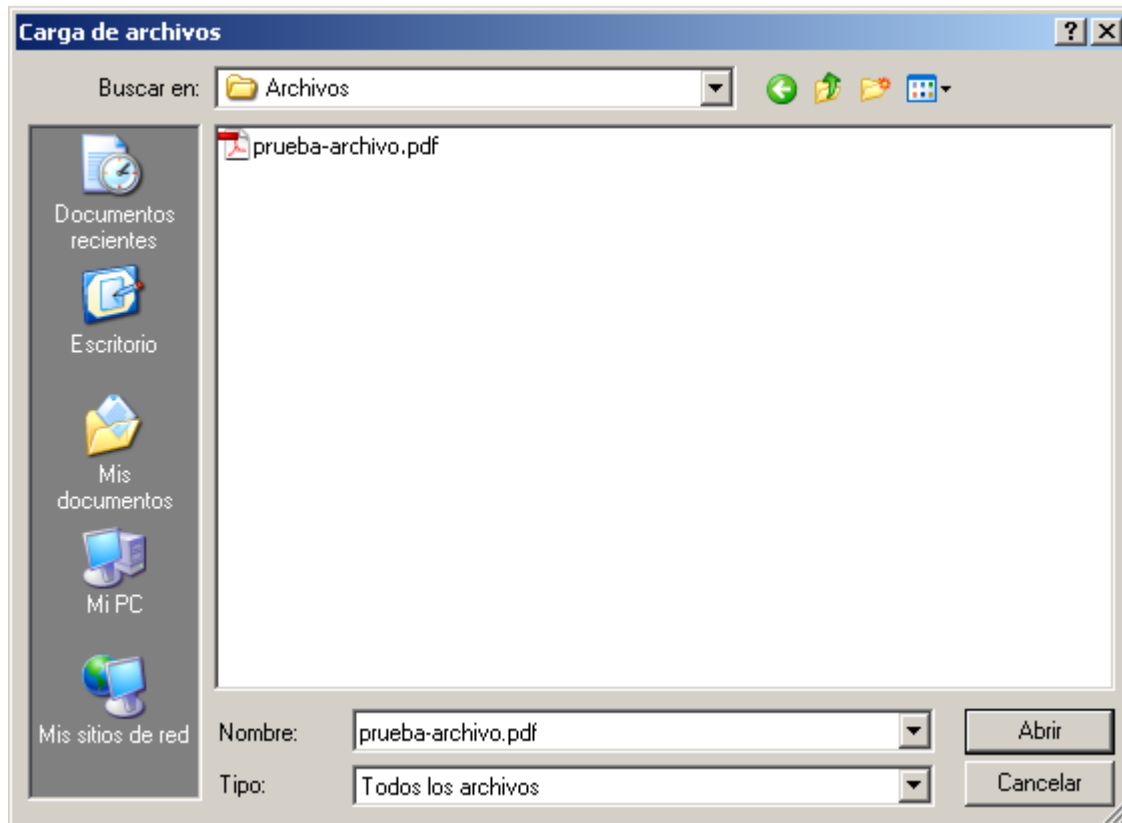 Carga de archivos
Buscar en:
Archivos
prueba-archivo.pdf
Documentos
recientes
Escritorio
Mis
documentos
Mi PC
Mis sitios de red
Nombre:
prueba-archivo.pdf
Abrir
Tipo:
Todos los archivos
Cancelar